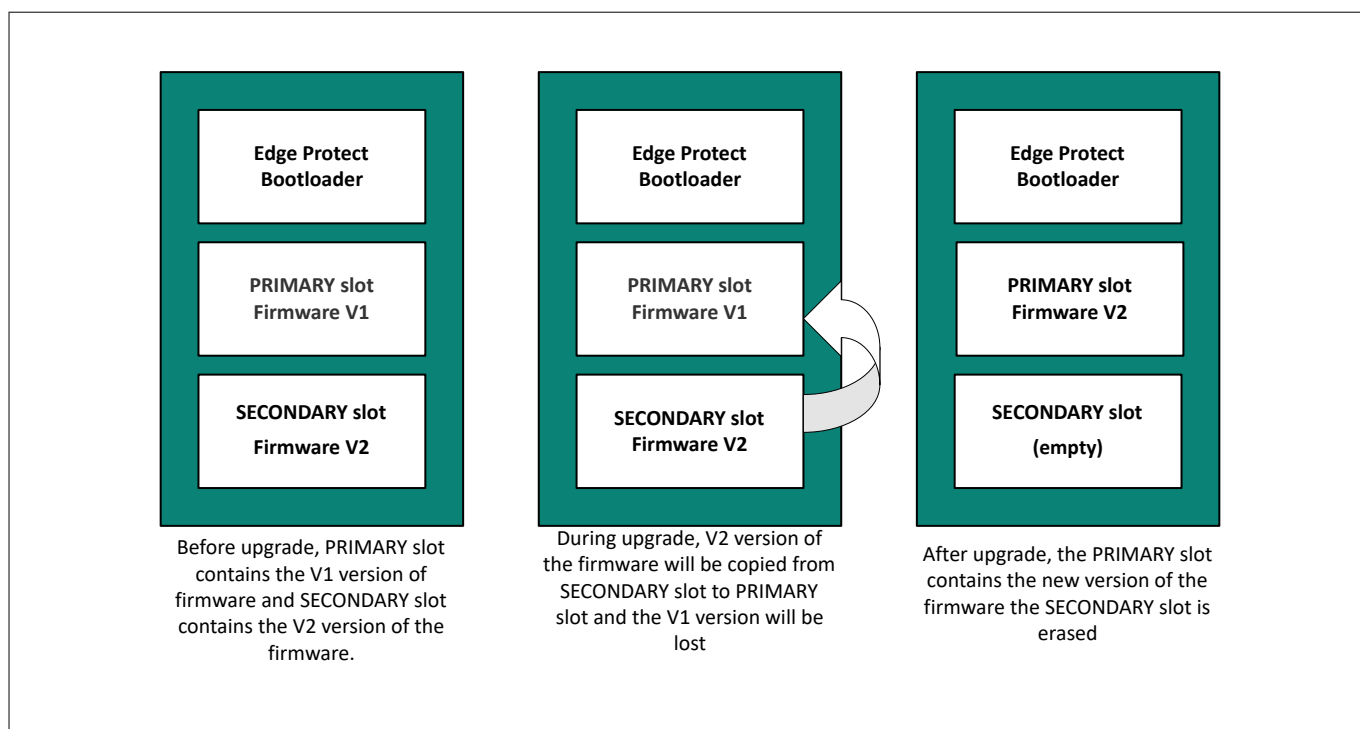 Edge Protect
Bootloader
PRIMARY slot
Firmware V1
SECONDARY slot
Firmware V2
Before upgrade, PRIMARY slot
contains the V1 version of
firmware and SECONDARY slot
contains the V2 version of the
firmware.
Edge Protect
Bootloader
PRIMARY slot
Firmware V1
SECONDARY slot
Firmware V2
During upgrade, V2 version of
the firmware will be copied from
SECONDARY slot to PRIMARY
slot and the V1 version will be
lost
Edge Protect
Bootloader
PRIMARY slot
Firmware V2
SECONDARY slot
(empty)
After upgrade, the PRIMARY slot
contains the new version of the
firmware the SECONDARY slot is
erased